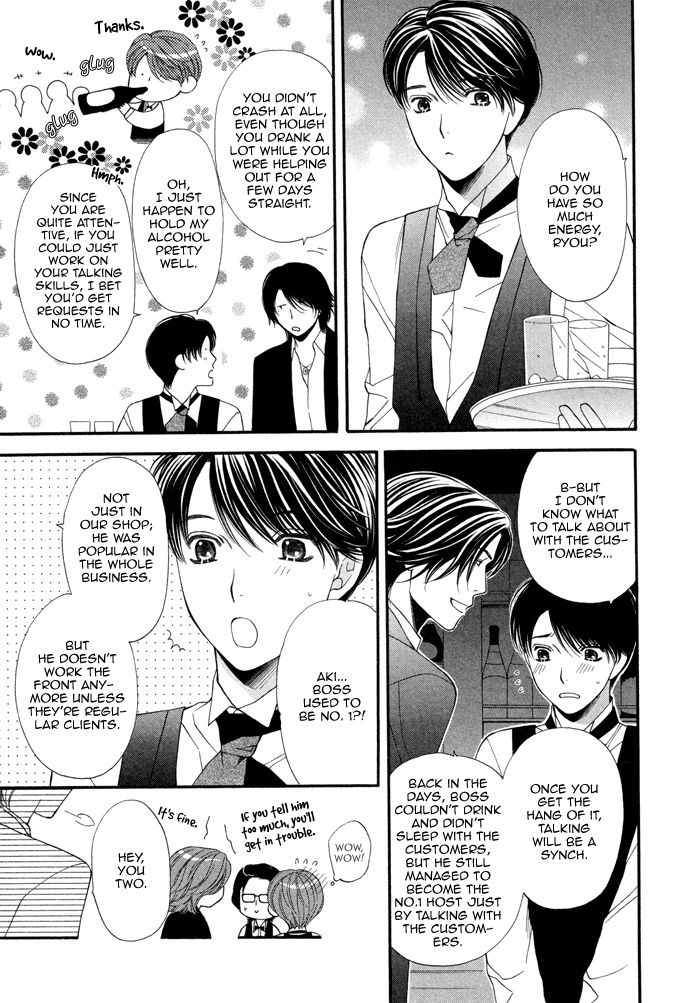 HOW
DO YOU
HAVE SO
MUCH
ENERGY,
RYOU?
YOU DIDN'T
CRASH AT ALL,
EVEN THOUGH
YOU DRANK
A LOT WHILE YOU
WERE HELPING
OUT FOR A
FEW DAYS
STRAIGHT.
Thanks.
Wow.
glug
glug
Hmph.
OH,
I JUST
HAPPEN TO
HOLD MY
ALCOHOL
PRETTY
WELL.
SINCE
YOU ARE
QUITE ATTEN-
TIVE, IF YOU
COULD JUST
WORK ON
YOUR TALKING
SKILLS, I BET
YOU'D GET
REQUESTS IN
NO TIME.
B-BUT
I DON'T
KNOW WHAT
TO TALK ABOUT
WITH THE CUS-
TOMERS...
ONCE YOU
GET THE
HANG OF IT,
TALKING
WILL BE A
SYNCH.
BACK IN THE
DAYS, BOSS
COULDN'T DRINK
AND DIDN'T
SLEEP WITH THE
CUSTOMERS,
BUT HE STILL
MANAGED TO
BECOME THE
NO.1 HOST JUST
BY TALKING WITH
THE CUSTOM-
ERS.
AKI...
BOSS
USED TO
BE NO. 1?!
NOT
JUST IN
OUR SHOP;
HE WAS
POPULAR IN
THE WHOLE
BUSINESS.
BUT
HE DOESN'T
WORK THE
FRONT ANY-
MORE UNLESS
THEY'RE REGU-
LAR CLIENTS.
WOW,
WOW!
If you tell him
too much, you'll
get in trouble.
It's fine.
HEY,
YOU
TWO.